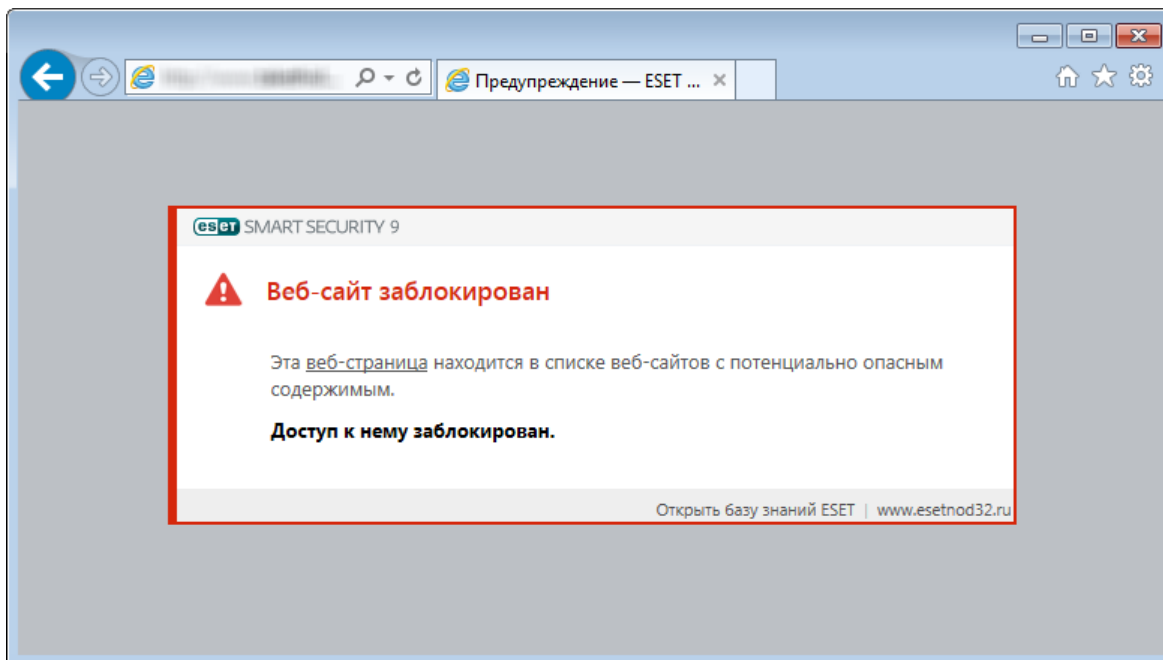 Предупреждение — ESET ...
eset SMART SECURITY 9
Веб-сайт заблокирован
Эта веб-страница находится в списке веб-сайтов с потенциально опасным
содержимым.
Доступ к нему заблокирован.
Открыть базу знаний ESET | www.esetnod32.ru